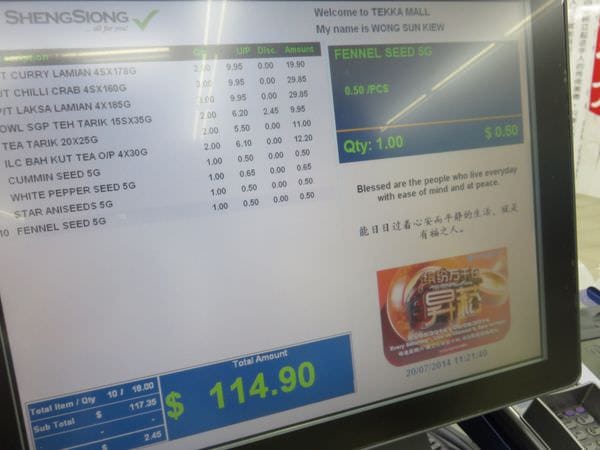 SHENGSIONG
all for you!
Welcome to TEKKA MALL
My name is WONG SUN KIEW
U/P Disc. Amount
T CURRY LAMIAN 4SX178G 2.00 9.95 0.00 19.90
T CHILLI CRAB 4SX160G 3.00 9.95 0.00 29.85
T LAKSA LAMIAN 4X185G 3.00 9.95 0.00 29.85
OWL SGP TEH TARIK 15SX35G 2.00 6.20 2.45 9.95
TEA TARIK 20X25G 2.00 5.50 0.00 11.00
ILC BAH KUT TEA O/P 4X30G 2.00 6.10 0.00 12.20
CUMMIN SEED 5G 1.00 0.50 0.00 0.50
WHITE PEPPER SEED 5G 1.00 0.65 0.00 0.65
STAR ANISEEDS 5G 1.00 0.50 0.00 0.50
10 FENNEL SEED 5G 1.00 0.50 0.00 0.50
FENNEL SEED 5G
0.50 /PCS
Qty: 1.00 $ 0.50
Blessed are the people who live everyday
with ease of mind and at peace.
能日日过着心安而平静的生活，就是
有福之人。
缤纷万千
昇菘
20/07/2014 11:21:40
Total Item / Qty 10 / 18.00
Sub Total $ 117.35
- -
$ 2.45
Total Amount
$ 114.90